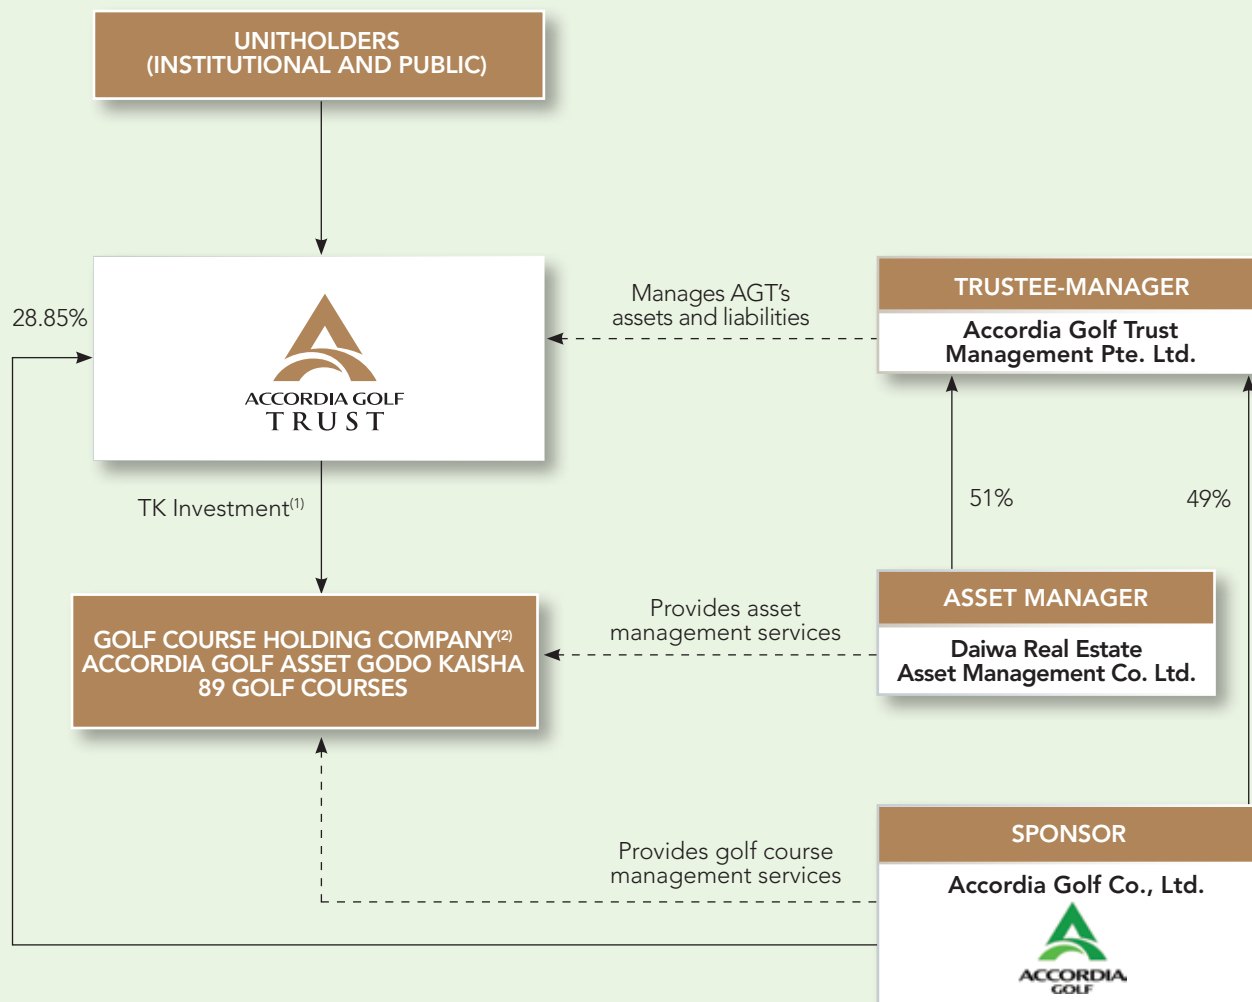 UNITHOLDERS
(INSTITUTIONAL AND PUBLIC)
28.85%
ACCORDIA GOLF
TRUST
Manages AGT's
assets and liabilities
TRUSTEE-MANAGER
Accordia Golf Trust
Management Pte. Ltd.
TK Investment(1)
51%
49%
GOLF COURSE HOLDING COMPANY(2)
ACCORDIA GOLF ASSET GODO KAISHA
89 GOLF COURSES
Provides asset
management services
ASSET MANAGER
Daiwa Real Estate
Asset Management Co. Ltd.
Provides golf course
management services
SPONSOR
Accordia Golf Co., Ltd.
ACCORDIA
GOLF